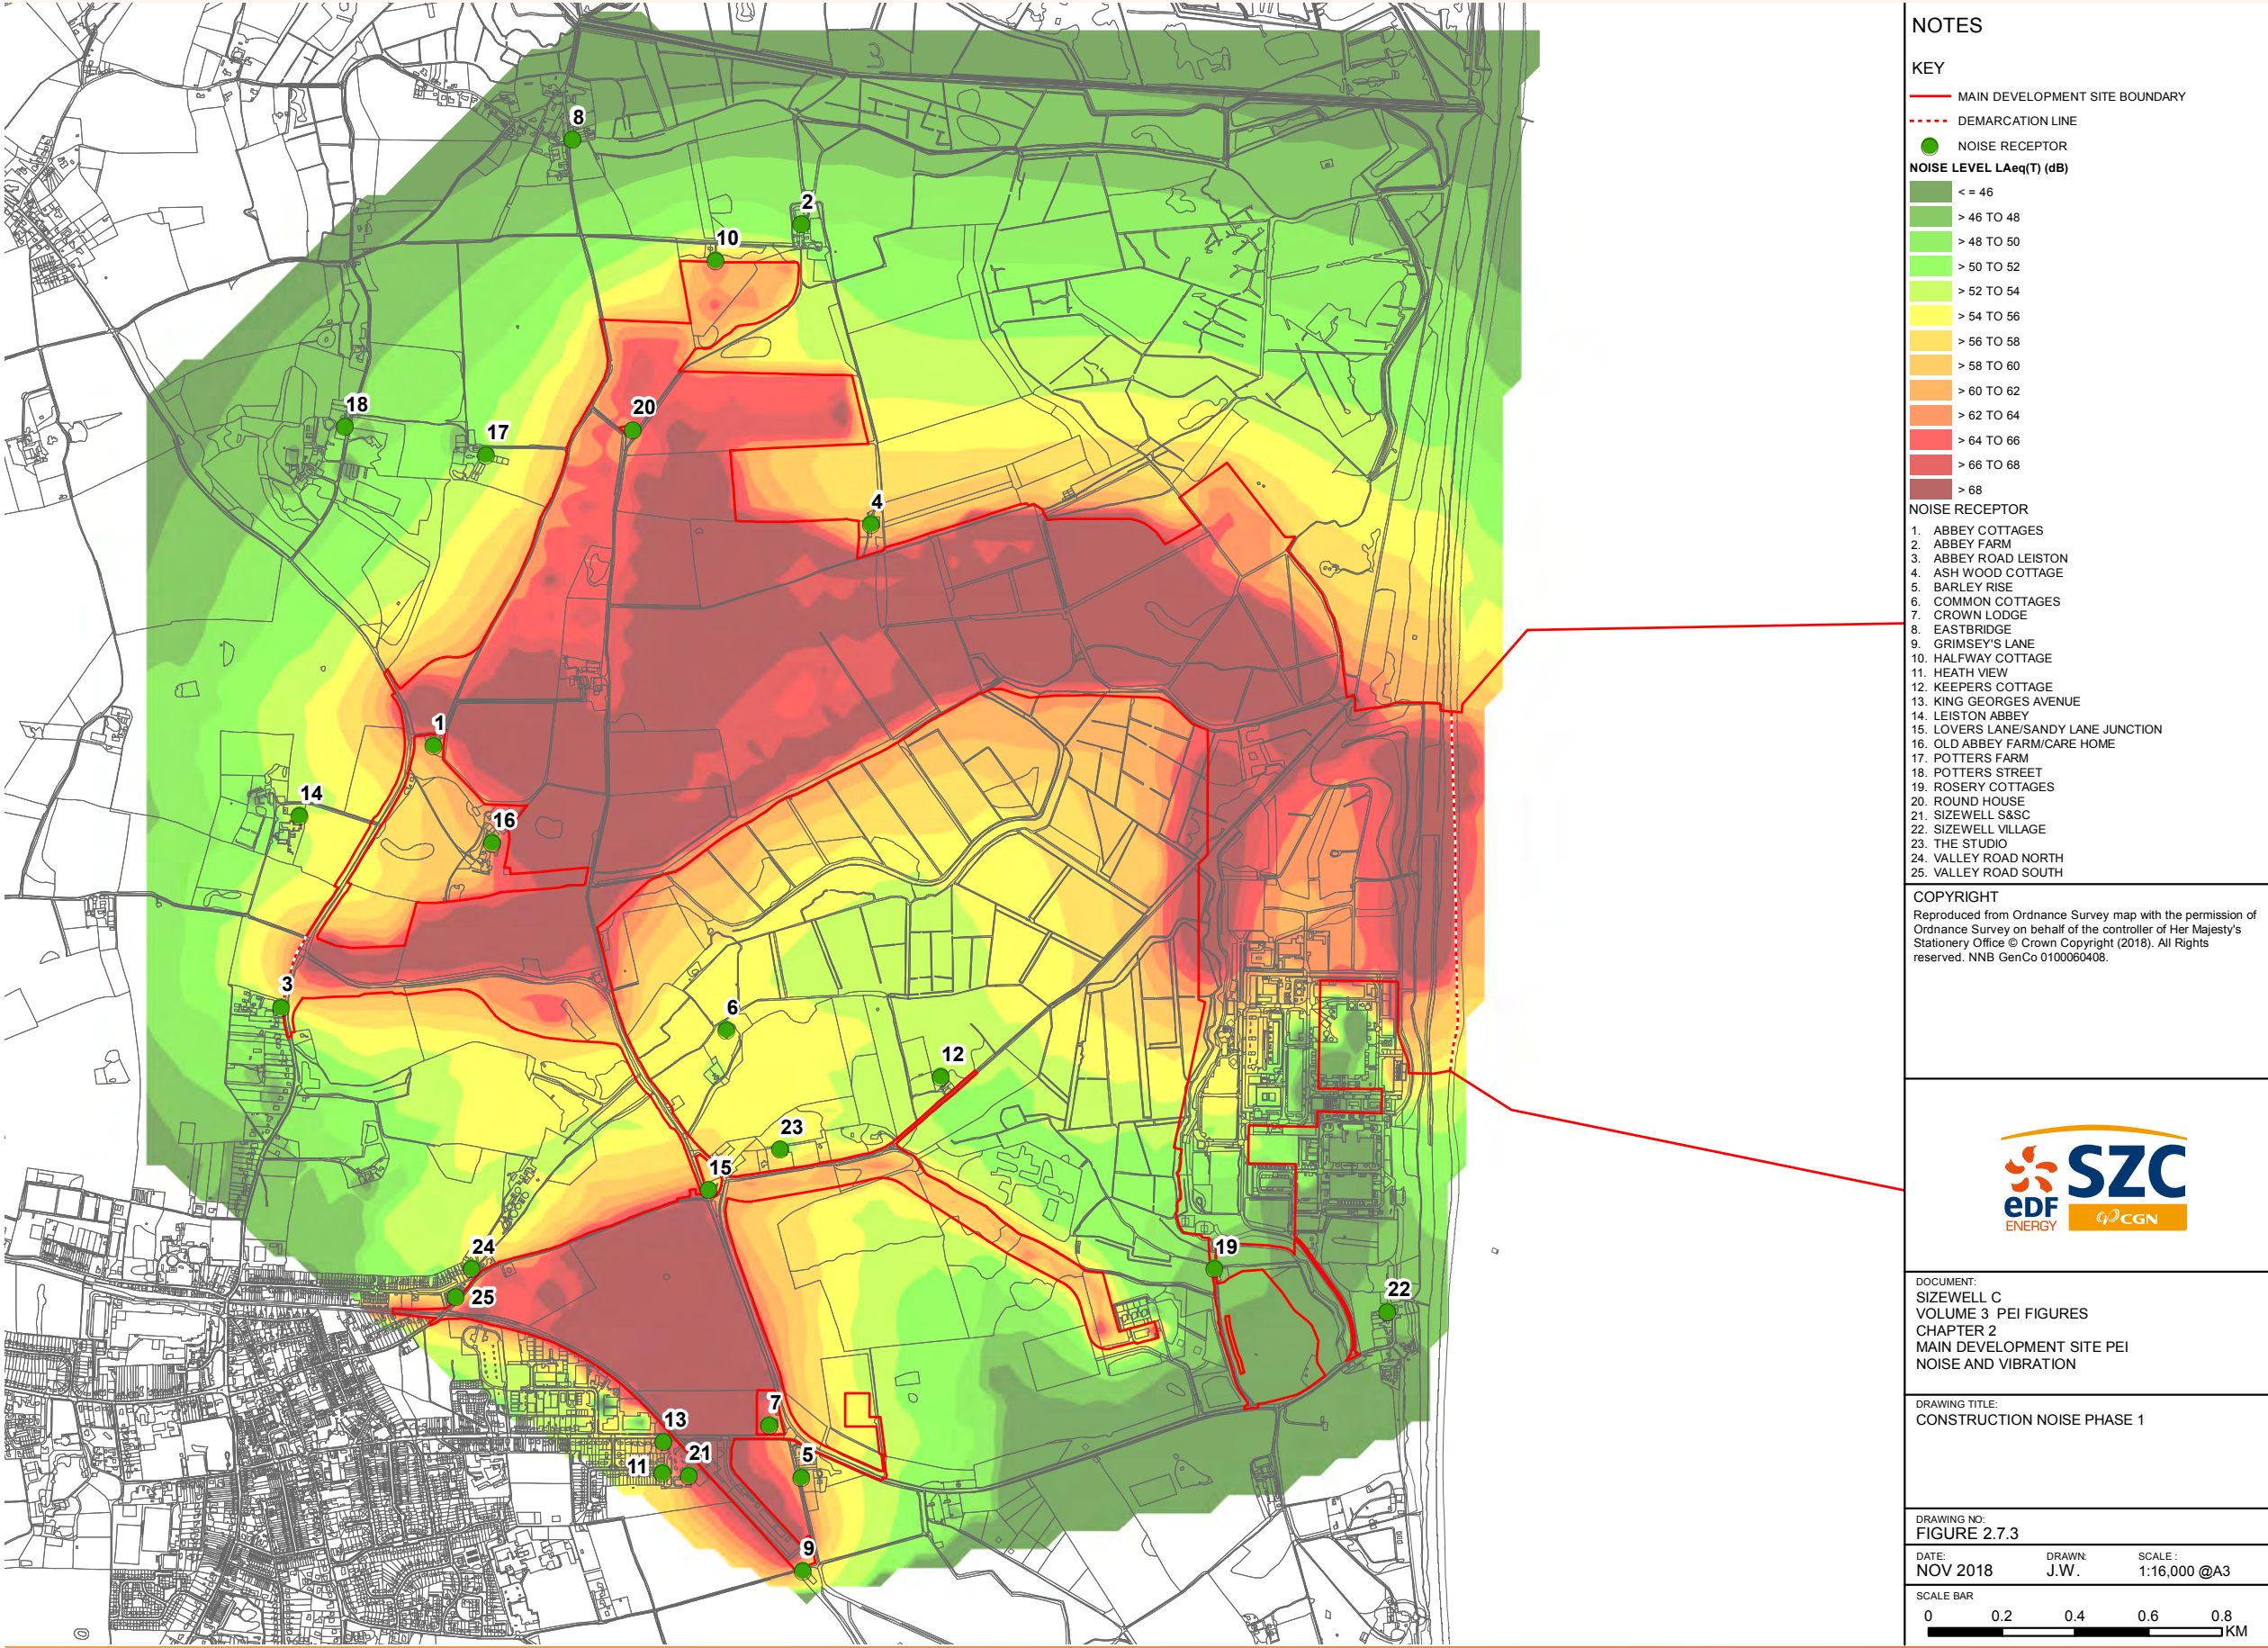 NOTES
KEY
MAIN DEVELOPMENT SITE BOUNDARY
DEMARCATION LINE
NOISE RECEPTOR
NOISE LEVEL LAeq(T) (dB)
< = 46
> 46 TO 48
> 48 TO 50
> 50 TO 52
> 52 TO 54
> 54 TO 56
> 56 TO 58
> 58 TO 60
> 60 TO 62
> 62 TO 64
> 64 TO 66
> 66 TO 68
> 68
NOISE RECEPTOR
1. ABBEY COTTAGES
2. ABBEY FARM
3. ABBEY ROAD LEISTON
4. ASH WOOD COTTAGE
5. BARLEY RISE
6. COMMON COTTAGES
7. CROWN LODGE
8. EASTBRIDGE
9. GRIMSEY'S LANE
10. HALFWAY COTTAGE
11. HEATH VIEW
12. KEEPERS COTTAGE
13. KING GEORGES AVENUE
14. LEISTON ABBEY
15. LOVERS LANE/SANDY LANE JUNCTION
16. OLD ABBEY FARM/CARE HOME
17. POTTERS FARM
18. POTTERS STREET
19. ROSERY COTTAGES
20. ROUND HOUSE
21. SIZEWELL S&SC
22. SIZEWELL VILLAGE
23. THE STUDIO
24. VALLEY ROAD NORTH
25. VALLEY ROAD SOUTH
COPYRIGHT
Reproduced from Ordnance Survey map with the permission of
Ordnance Survey on behalf of the controller of Her Majesty's
Stationery Office © Crown Copyright (2018). All Rights
reserved. NNB GenCo 0100060408.
eDF
ENERGY
SZC
CGN
DOCUMENT:
SIZEWELL C
VOLUME 3 PEI FIGURES
CHAPTER 2
MAIN DEVELOPMENT SITE PEI
NOISE AND VIBRATION
DRAWING TITLE:
CONSTRUCTION NOISE PHASE 1
DRAWING NO:
FIGURE 2.7.3
DATE: DRAWN: SCALE :
NOV 2018 J.W. 1:16,000 @A3
SCALE BAR
0 0.2 0.4 0.6 0.8
KM
8
2
10
18
20
17
4
1
14
16
3
6
12
23
15
24
19
25
22
7
13
21
11
5
9